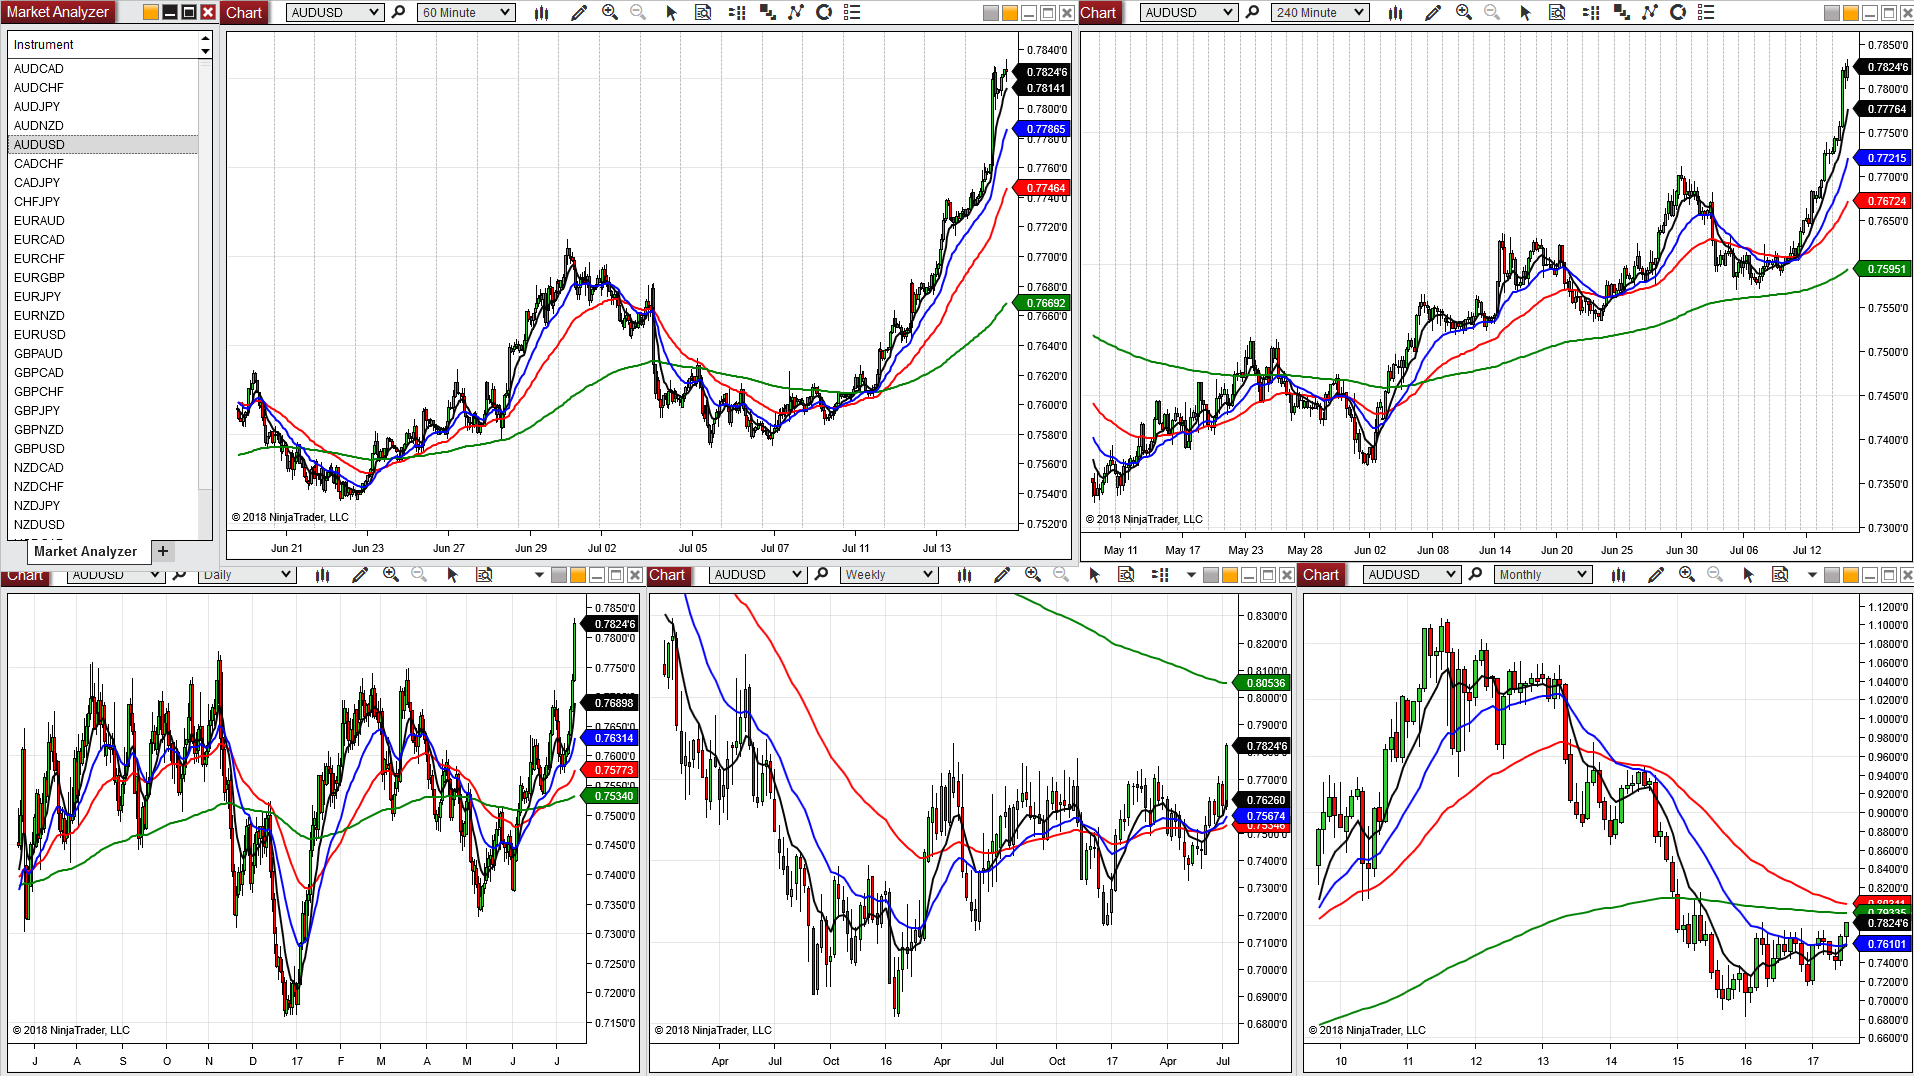 Market Analyzer
Instrument
AUDCAD
AUDCHF
AUDJPY
AUDNZD
AUDUSD
CADCHF
CADJPY
CHFJPY
EURAUD
EURCAD
EURCHF
EURGBP
EURJPY
EURNZD
EURUSD
GBPAUD
GBPCAD
GBPCHF
GBPJPY
GBPNZD
GBPUSD
NZDCAD
NZDCHF
NZDJPY
NZDUSD
Market Analyzer +
Chart AUDUSD 60 Minute
0.7840'0
0.7824'6
0.78141
0.7800'0
0.77865
0.7780'0
0.7760'0
0.77464
0.7740'0
0.7720'0
0.7700'0
0.7680'0
0.76692
0.7660'0
0.7640'0
0.7620'0
0.7600'0
0.7580'0
0.7560'0
0.7540'0
0.7520'0
© 2018 NinjaTrader, LLC
Jun 21 Jun 23 Jun 27 Jun 29 Jul 02 Jul 05 Jul 07 Jul 11 Jul 13
Chart AUDUSD 240 Minute
0.7850'0
0.7824'6
0.7800'0
0.77764
0.7750'0
0.77215
0.7700'0
0.76724
0.7650'0
0.75951
0.7550'0
0.7500'0
0.7450'0
0.7400'0
0.7350'0
0.7300'0
© 2018 NinjaTrader, LLC
May 11 May 17 May 23 May 28 Jun 02 Jun 08 Jun 14 Jun 20 Jun 25 Jun 30 Jul 06 Jul 12
Chart AUDUSD Daily
0.7850'0
0.7824'6
0.7800'0
0.7750'0
0.76898
0.7650'0
0.76314
0.7600'0
0.75773
0.75340
0.7500'0
0.7450'0
0.7400'0
0.7350'0
0.7300'0
0.7250'0
0.7200'0
0.7150'0
© 2018 NinjaTrader, LLC
J A S O N D 17 F M A M J J
Chart AUDUSD Weekly
0.8300'0
0.8200'0
0.8100'0
0.80536
0.8000'0
0.7900'0
0.7824'6
0.7700'0
0.76260
0.75674
0.7500'0
0.7400'0
0.7300'0
0.7200'0
0.7100'0
0.7000'0
0.6900'0
0.6800'0
© 2018 NinjaTrader, LLC
Apr Jul Oct 16 Apr Jul Oct 17 Apr Jul
Chart AUDUSD Monthly
1.1200'0
1.1000'0
1.0800'0
1.0600'0
1.0400'0
1.0200'0
1.0000'0
0.9800'0
0.9600'0
0.9400'0
0.9200'0
0.9000'0
0.8800'0
0.8600'0
0.8400'0
0.8200'0
0.7824'6
0.76101
0.7400'0
0.7200'0
0.7000'0
0.6800'0
0.6600'0
© 2018 NinjaTrader, LLC
10 11 12 13 14 15 16 17